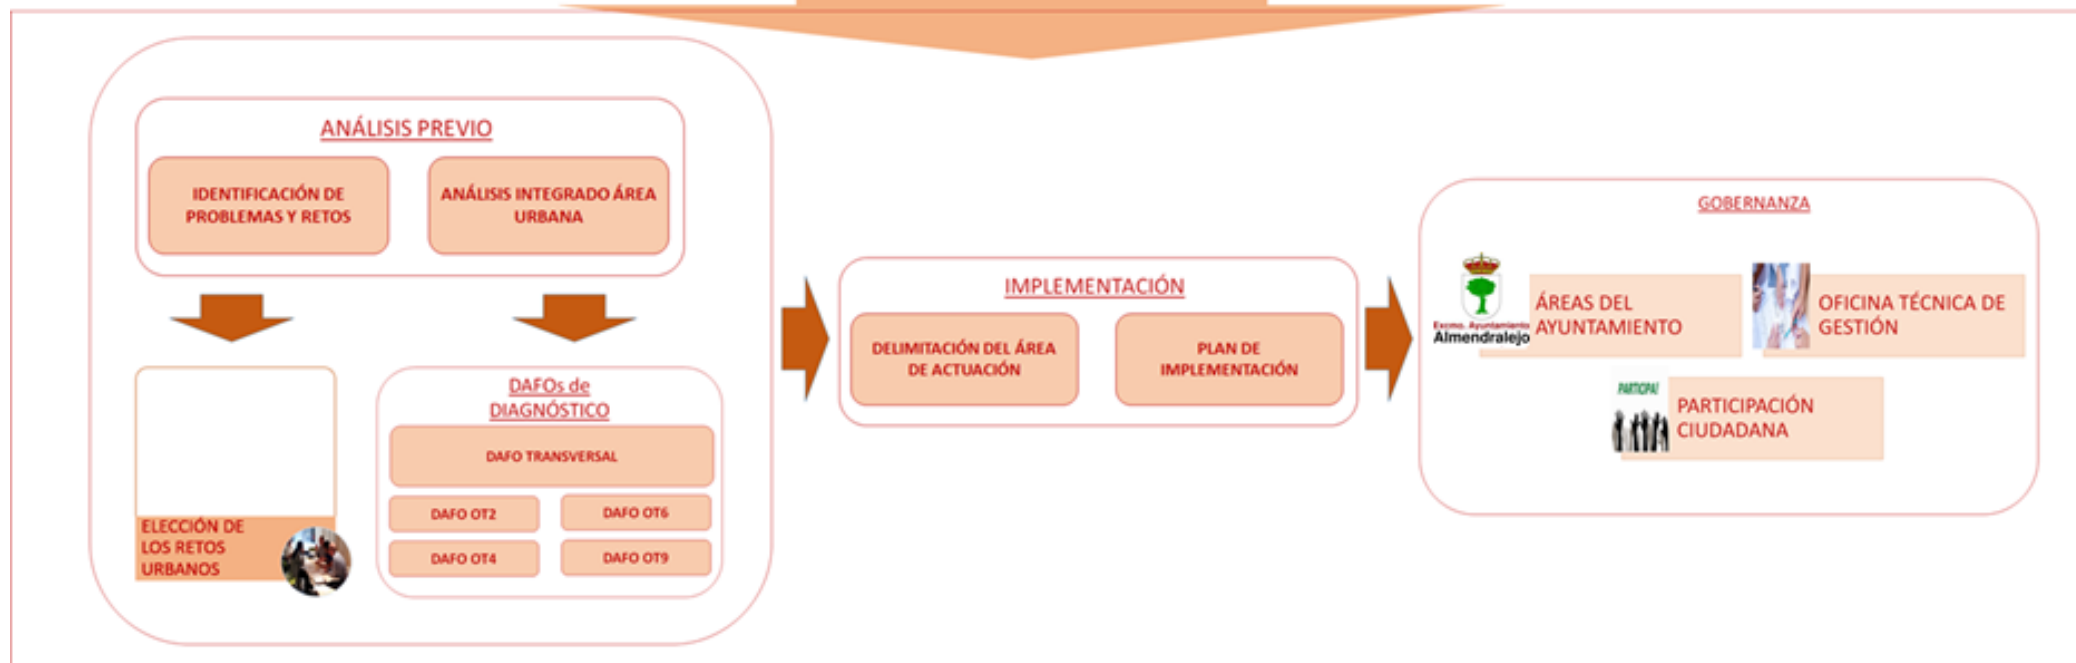 ANÁLISIS PREVIO
IDENTIFICACIÓN DE
PROBLEMAS Y RETOS
ANÁLISIS INTEGRADO ÁREA
URBANA
ELECCIÓN DE
LOS RETOS
URBANOS
DAFOs de
DIAGNÓSTICO
DAFO TRANSVERSAL
DAFO OT2
DAFO OT6
DAFO OT4
DAFO OT9
IMPLEMENTACIÓN
DELIMITACIÓN DEL ÁREA
DE ACTUACIÓN
PLAN DE
IMPLEMENTACIÓN
GOBERNANZA
Excmo. Ayuntamiento
Almendralejo
ÁREAS DEL
AYUNTAMIENTO
OFICINA TÉCNICA DE
GESTIÓN
PARTICIPA!
PARTICIPACIÓN
CIUDADANA